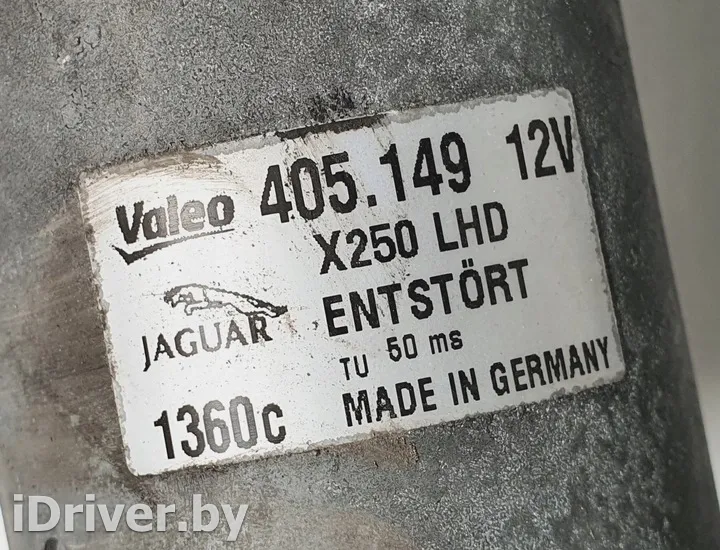 Valeo 405.149 12V
X250 LHD
JAGUAR ENTSTÖRT
TU 50 ms
1360c MADE IN GERMANY
iDriver.by